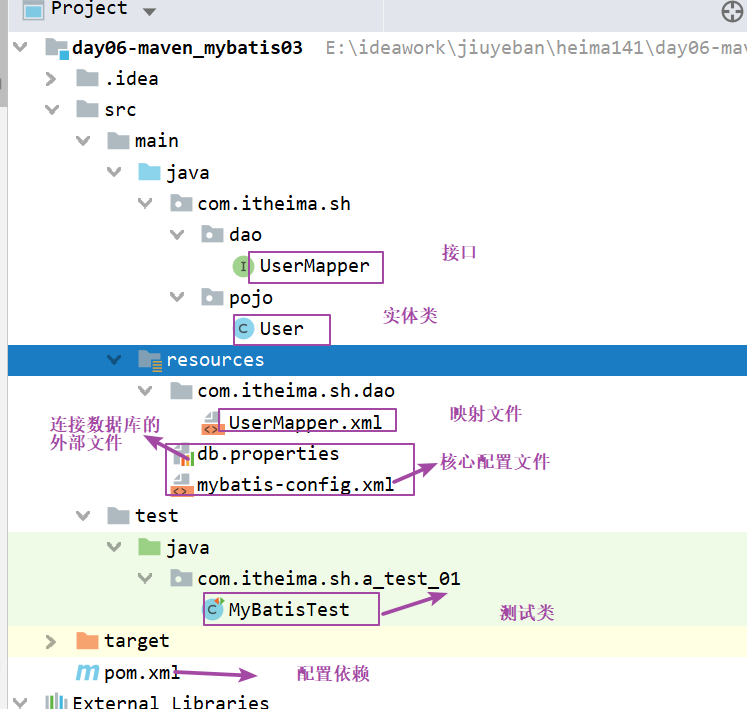 Project
day06-maven_mybatis03 E:\ideawork\jiuyeban\heima141\day06-mav
.idea
src
main
java
com.itheima.sh
dao
接口
UserMapper
pojo
实体类
User
resources
com.itheima.sh.dao
映射文件
UserMapper.xml
连接数据库的
外部文件
db.properties
核心配置文件
mybatis-config.xml
test
java
com.itheima.sh.a_test_01
MyBatisTest
测试类
target
pom.xml
配置依赖
External Libraries